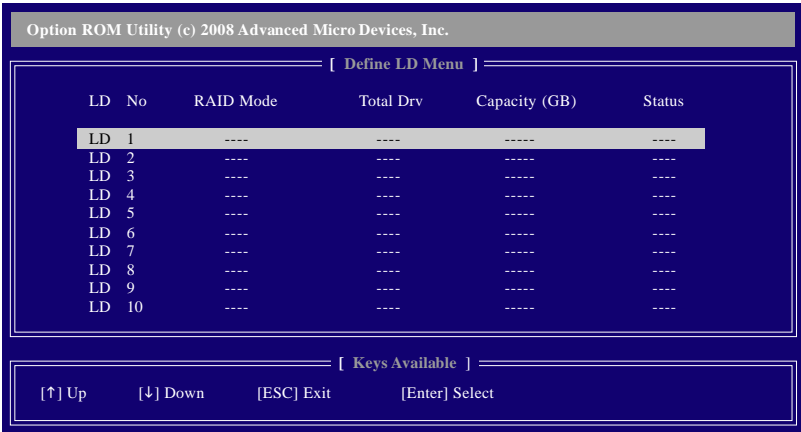 Option ROM Utility (c) 2008 Advanced Micro Devices, Inc.
[ Define LD Menu ]
LD No RAID Mode Total Drv Capacity (GB) Status
LD 1 ---- ---- ----- ----
LD 2 ---- ---- ----- ----
LD 3 ---- ---- ----- ----
LD 4 ---- ---- ----- ----
LD 5 ---- ---- ----- ----
LD 6 ---- ---- ----- ----
LD 7 ---- ---- ----- ----
LD 8 ---- ---- ----- ----
LD 9 ---- ---- ----- ----
LD 10 ---- ---- ----- ----
[ Keys Available ]
[↑] Up [↓] Down [ESC] Exit [Enter] Select